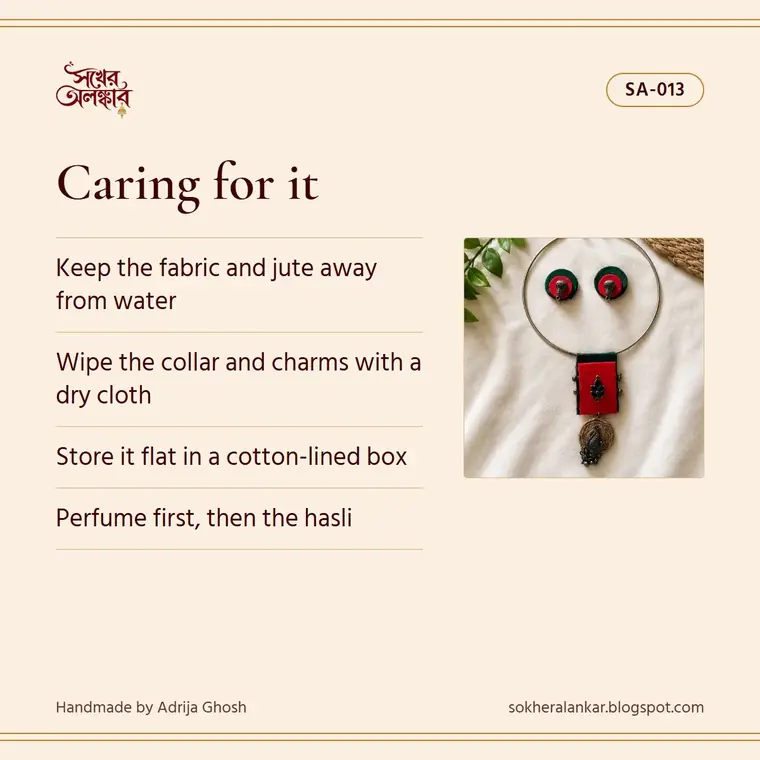 সখের
অলঙ্কার
SA-013
Caring for it
Keep the fabric and jute away
from water
Wipe the collar and charms with a
dry cloth
Store it flat in a cotton-lined box
Perfume first, then the hasli
Handmade by Adrija Ghosh
sokheralankar.blogspot.com